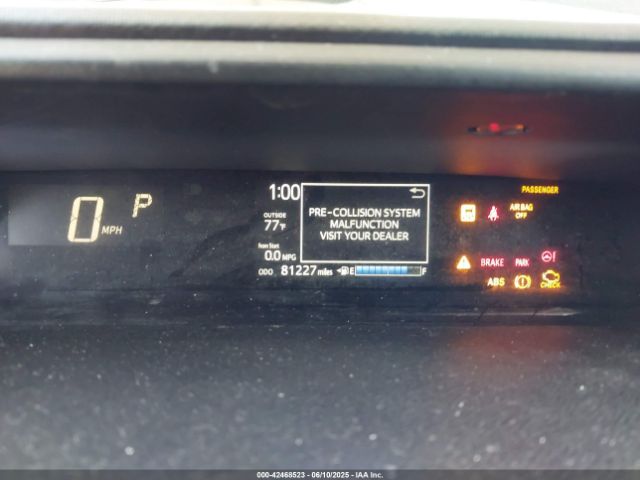 0 MPH P
1:00
PRE-COLLISION SYSTEM
MALFUNCTION
VISIT YOUR DEALER
OUTSIDE
77°F
From Start
0.0 MPG
ODO 81227 miles E F
PASSENGER
AIR BAG
OFF
BRAKE PARK
ABS
CHECK
000-42468523 - 06/10/2025 - IAA Inc.